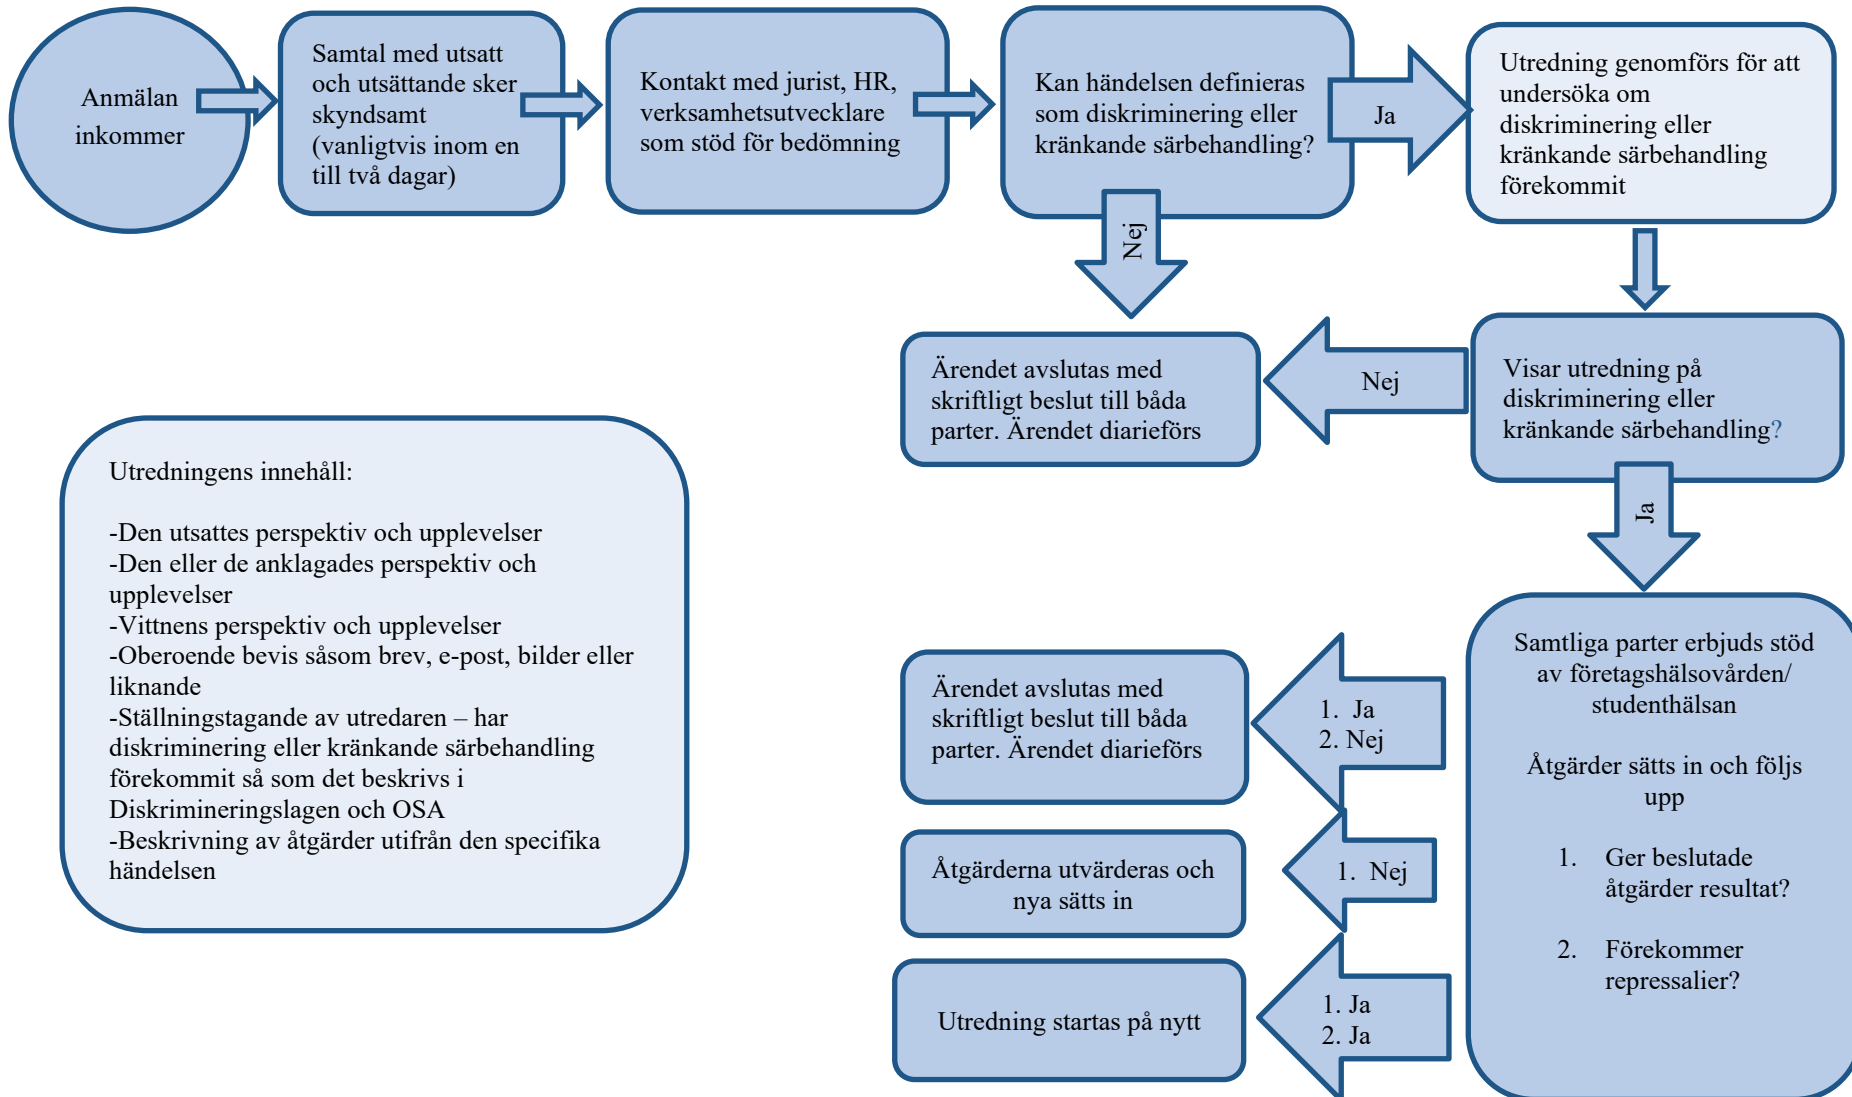 Anmälan
inkommer
Samtal med utsatt
och utsättande sker
skyndsamt
(vanligtvis inom en
till två dagar)
Kontakt med jurist, HR,
verksamhetsutvecklare
som stöd för bedömning
Kan händelsen definieras
som diskriminering eller
kränkande särbehandling?
Ja
Utredning genomförs för att
undersöka om
diskriminering eller
kränkande särbehandling
förekommit
Nej
Ärendet avslutas med
skriftligt beslut till båda
parter. Ärendet diarieförs
Nej
Visar utredning på
diskriminering eller
kränkande särbehandling?
Ja
Utredningens innehåll:
-Den utsattes perspektiv och upplevelser
-Den eller de anklagades perspektiv och
upplevelser
-Vittnens perspektiv och upplevelser
-Oberoende bevis såsom brev, e-post, bilder eller
liknande
-Ställningstagande av utredaren – har
diskriminering eller kränkande särbehandling
förekommit så som det beskrivs i
Diskrimineringslagen och OSA
-Beskrivning av åtgärder utifrån den specifika
händelsen
Samtliga parter erbjuds stöd
av företagshälsovården/
studenthälsan
Åtgärder sätts in och följs
upp
1. Ger beslutade
åtgärder resultat?
2. Förekommer
repressalier?
1. Ja
2. Nej
Ärendet avslutas med
skriftligt beslut till båda
parter. Ärendet diarieförs
1. Nej
Åtgärderna utvärderas och
nya sätts in
1. Ja
2. Ja
Utredning startas på nytt